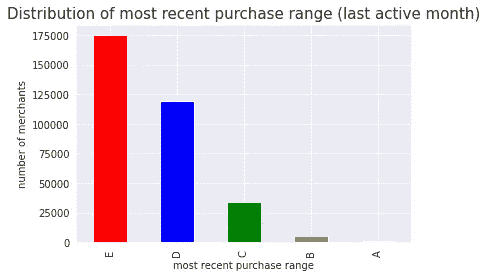 Distribution of most recent purchase range (last active month)
175000
150000
125000
100000
75000
50000
25000
0
number of merchants
E D C B A
most recent purchase range